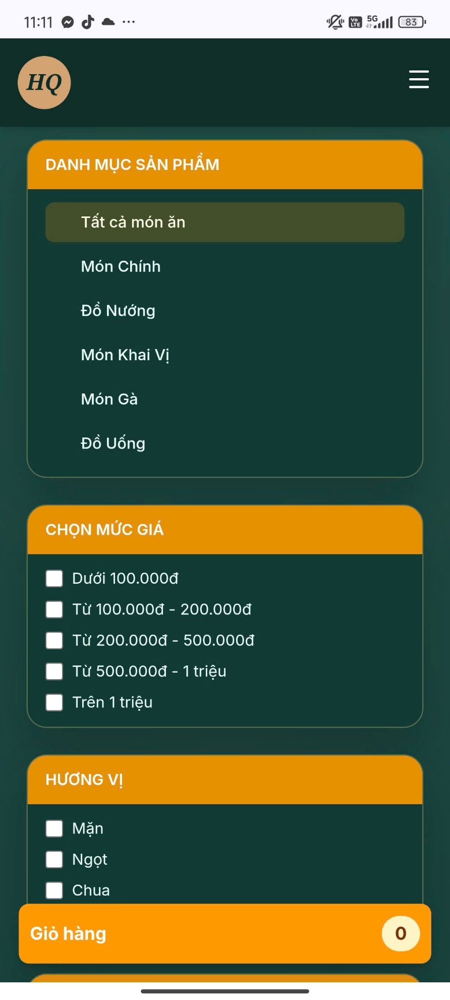 11:11
Vo LTE
5G
83
HQ
DANH MỤC SẢN PHẨM
Tất cả món ăn
Món Chính
Đồ Nướng
Món Khai Vị
Món Gà
Đồ Uống
CHỌN MỨC GIÁ
Dưới 100.000đ
Từ 100.000đ - 200.000đ
Từ 200.000đ - 500.000đ
Từ 500.000đ - 1 triệu
Trên 1 triệu
HƯƠNG VỊ
Mặn
Ngọt
Chua
Giỏ hàng
0